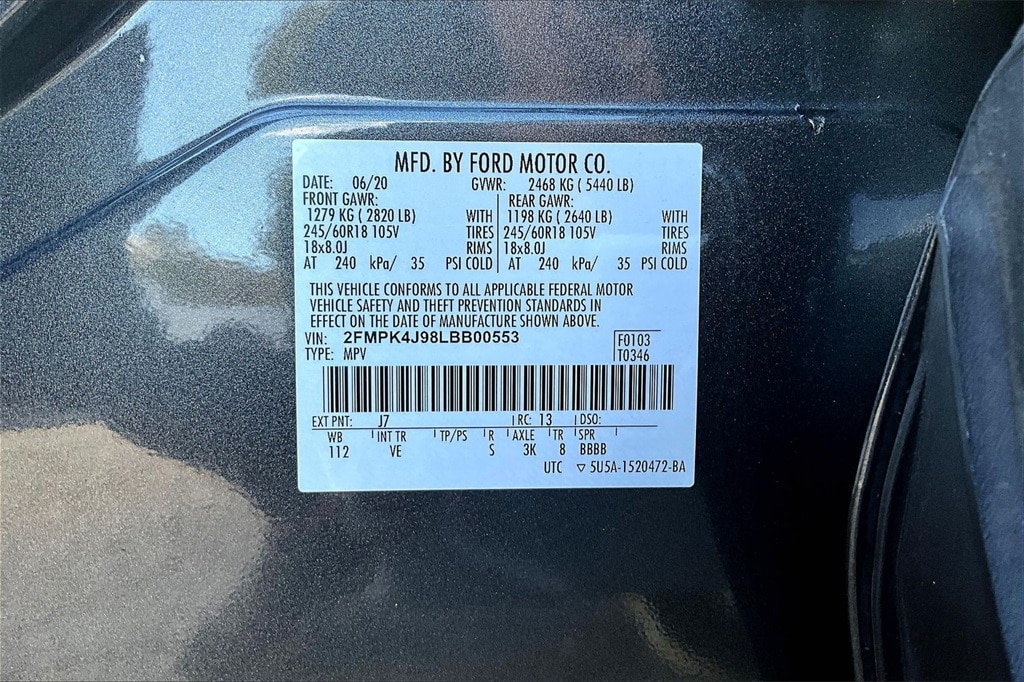 MFD. BY FORD MOTOR CO.
DATE: 06/20 GVWR: 2468 KG ( 5440 LB)
FRONT GAWR: REAR GAWR:
1279 KG ( 2820 LB) WITH 1198 KG ( 2640 LB) WITH
245/60R18 105V TIRES 245/60R18 105V TIRES
18x8.0J RIMS 18x8.0J RIMS
AT 240 kPa/ 35 PSI COLD AT 240 kPa/ 35 PSI COLD
THIS VEHICLE CONFORMS TO ALL APPLICABLE FEDERAL MOTOR
VEHICLE SAFETY AND THEFT PREVENTION STANDARDS IN
EFFECT ON THE DATE OF MANUFACTURE SHOWN ABOVE.
VIN: 2FMPK4J98LBB00553 F0103
TYPE: MPV T0346
EXT PNT: J7 RC: 13 DSO:
WB INT TR TP/PS R AXLE TR SPR
112 VE S 3K 8 BBBB
UTC ▽ 5U5A-1520472-BA